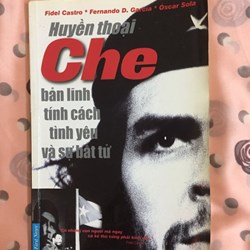 Fidel Castro • Fernando D. García • Óscar Sola
Huyền thoại
Che
bản lĩnh
tính cách
tình yêu
và sự bất tử